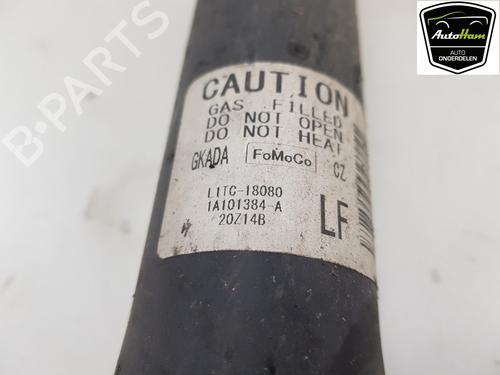 AutoHam
AUTO
ONDERDELEN
B-PARTS
CAUTION
GAS FILLED
DO NOT OPEN
DO NOT HEAT
GKADA FoMoCo CZ
L1TC-18080
1A101384-A
20Z14B
LF